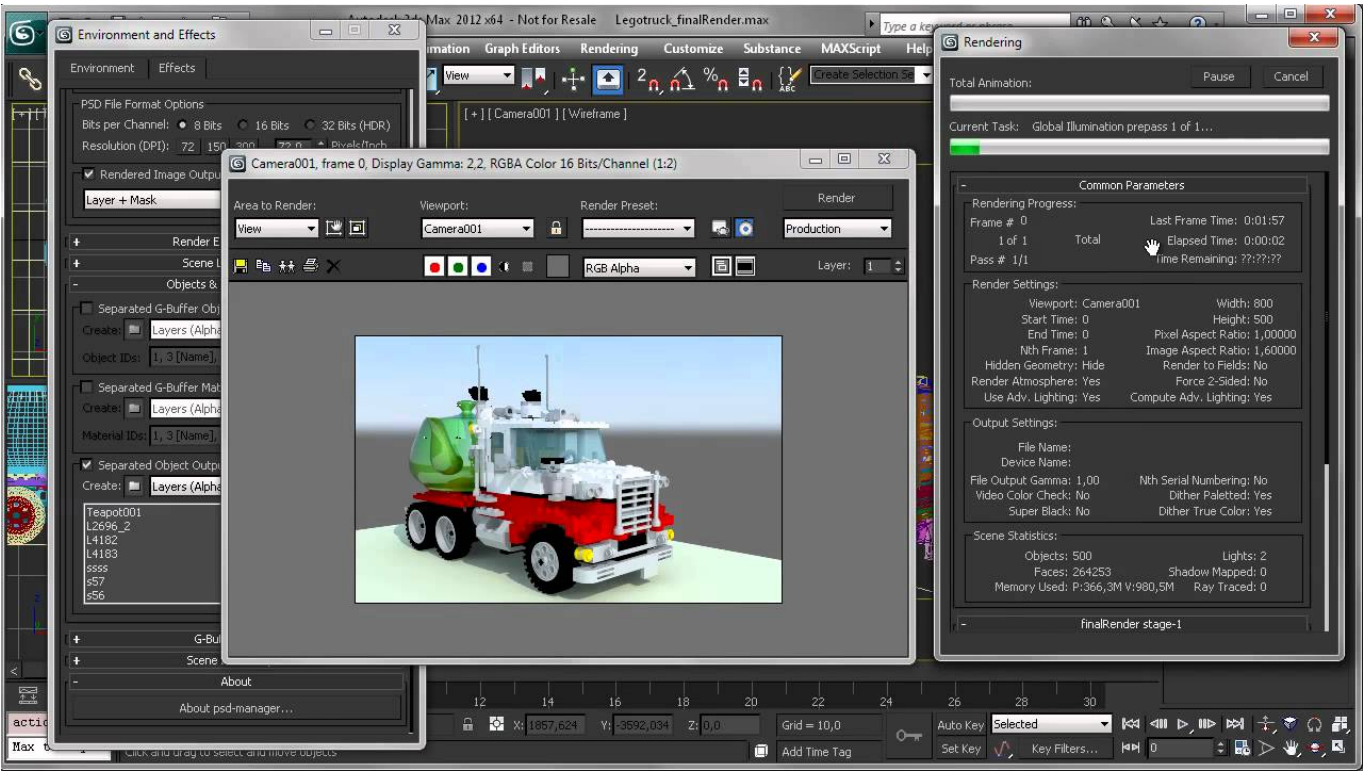 Max 2012 x64 - Not for Resale Legotruck_finalRender.max
Type a keyword or phrase
Graph Editors Rendering Customize Substance MAXScript Help
View
Create Selection Se
[ + ] [ Camera001 ] [ Wireframe ]
Environment and Effects
Environment Effects
PSD File Format Options
Bits per Channel: 8 Bits 16 Bits 32 Bits (HDR)
Resolution (DPI): 72 150 300 72,0 Pixels/Inch
Rendered Image Outpu
Layer + Mask
Render E
Scene L
Objects &
Separated G-Buffer Obj
Create: Layers (Alpha
Object IDs: 1, 3 [Name],
Separated G-Buffer Mat
Create: Layers (Alpha
Material IDs: 1, 3 [Name],
Separated Object Outpu
Create: Layers (Alpha
Teapot001
L2696_2
L4182
L4183
ssss
s57
s56
G-Bu
Scene
About
About psd-manager...
Camera001, frame 0, Display Gamma: 2,2, RGBA Color 16 Bits/Channel (1:2)
Area to Render: Viewport: Render Preset: Render
View Camera001 Production
RGB Alpha Layer: 1
Rendering
Total Animation: Pause Cancel
Current Task: Global Illumination prepass 1 of 1...
Common Parameters
Rendering Progress:
Frame # 0 Last Frame Time: 0:01:57
1 of 1 Total Elapsed Time: 0:00:02
Pass # 1/1 Time Remaining: ??:??:??
Render Settings:
Viewport: Camera001 Width: 800
Start Time: 0 Height: 500
End Time: 0 Pixel Aspect Ratio: 1,00000
Nth Frame: 1 Image Aspect Ratio: 1,60000
Hidden Geometry: Hide Render to Fields: No
Render Atmosphere: Yes Force 2-Sided: No
Use Adv. Lighting: Yes Compute Adv. Lighting: Yes
Output Settings:
File Name:
Device Name:
File Output Gamma: 1,00 Nth Serial Numbering: No
Video Color Check: No Dither Paletted: Yes
Super Black: No Dither True Color: Yes
Scene Statistics:
Objects: 500 Lights: 2
Faces: 264253 Shadow Mapped: 0
Memory Used: P:366,3M V:980,5M Ray Traced: 0
finalRender stage-1
12 14 16 18 20 22 24 26 28 30
X: 1857,624 Y: -3592,034 Z: 0,0 Grid = 10,0 Auto Key Selected
Add Time Tag Set Key Key Filters... 0
Click and drag to select and move objects